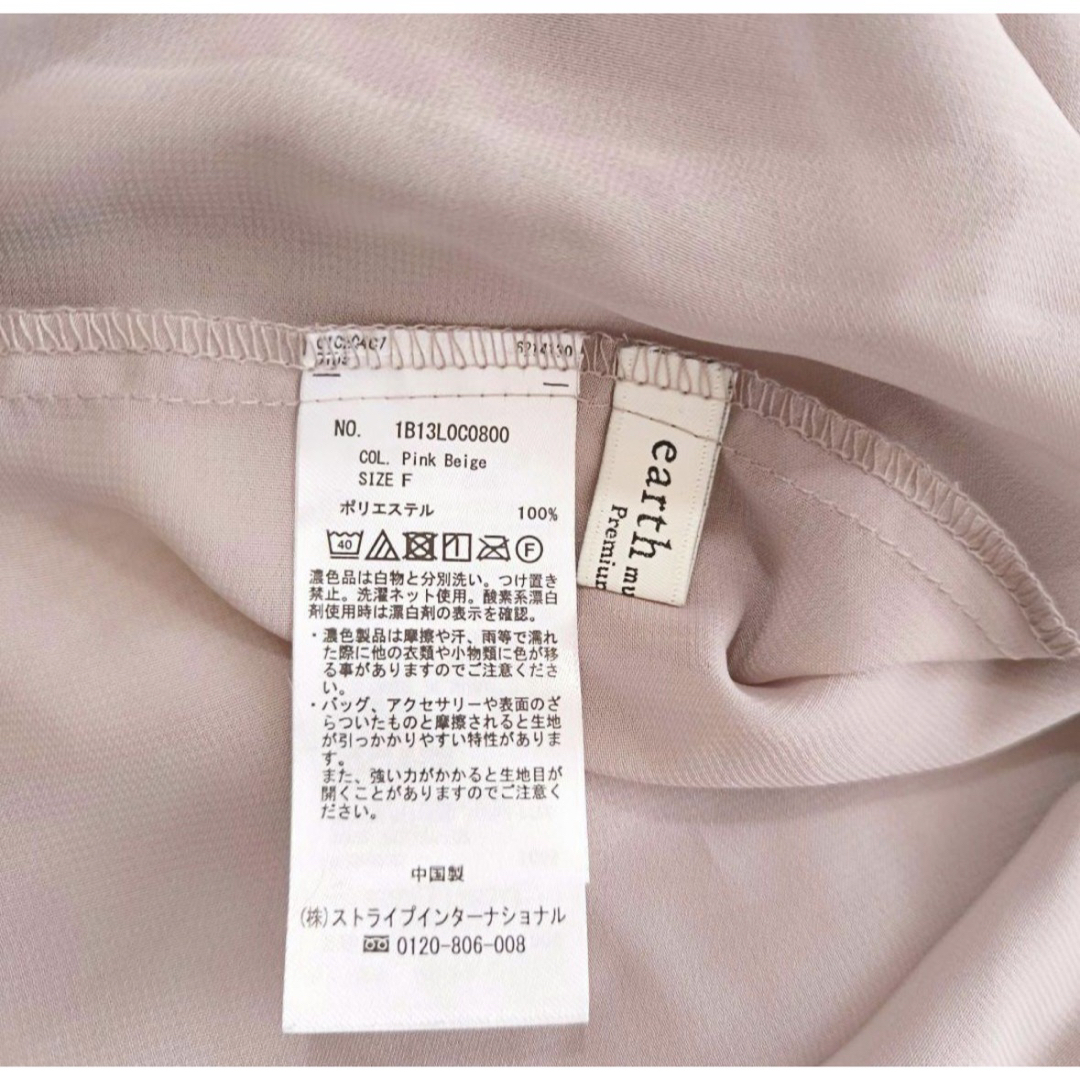 NO. 1B13L0C0800
COL. Pink Beige
SIZE F
ポリエステル 100%
40
F
濃色品は白物と分別洗い。つけ置き
禁止。洗濯ネット使用。酸素系漂白
剤使用時は漂白剤の表示を確認。
・濃色製品は摩擦や汗、雨等で濡れ
た際に他の衣類や小物類に色が移
る事がありますのでご注意くださ
い。
・バッグ、アクセサリーや表面のざ
らついたものと摩擦されると生地
が引っかかりやすい特性がありま
す。
また、強い力がかかると生地目が
開くことがありますのでご注意く
ださい。
中国製
(株)ストライプインターナショナル
0120-806-008
earth mu
Premium